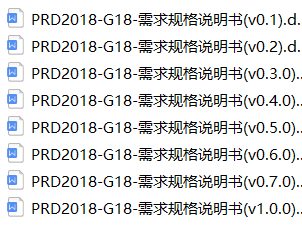 PRD2018-G18-需求规格说明书(v0.1).d.
PRD2018-G18-需求规格说明书(v0.2).d.
PRD2018-G18-需求规格说明书(v0.3.0)...
PRD2018-G18-需求规格说明书(v0.4.0)...
PRD2018-G18-需求规格说明书(v0.5.0)...
PRD2018-G18-需求规格说明书(v0.6.0)...
PRD2018-G18-需求规格说明书(v0.7.0)...
PRD2018-G18-需求规格说明书(v1.0.0)...